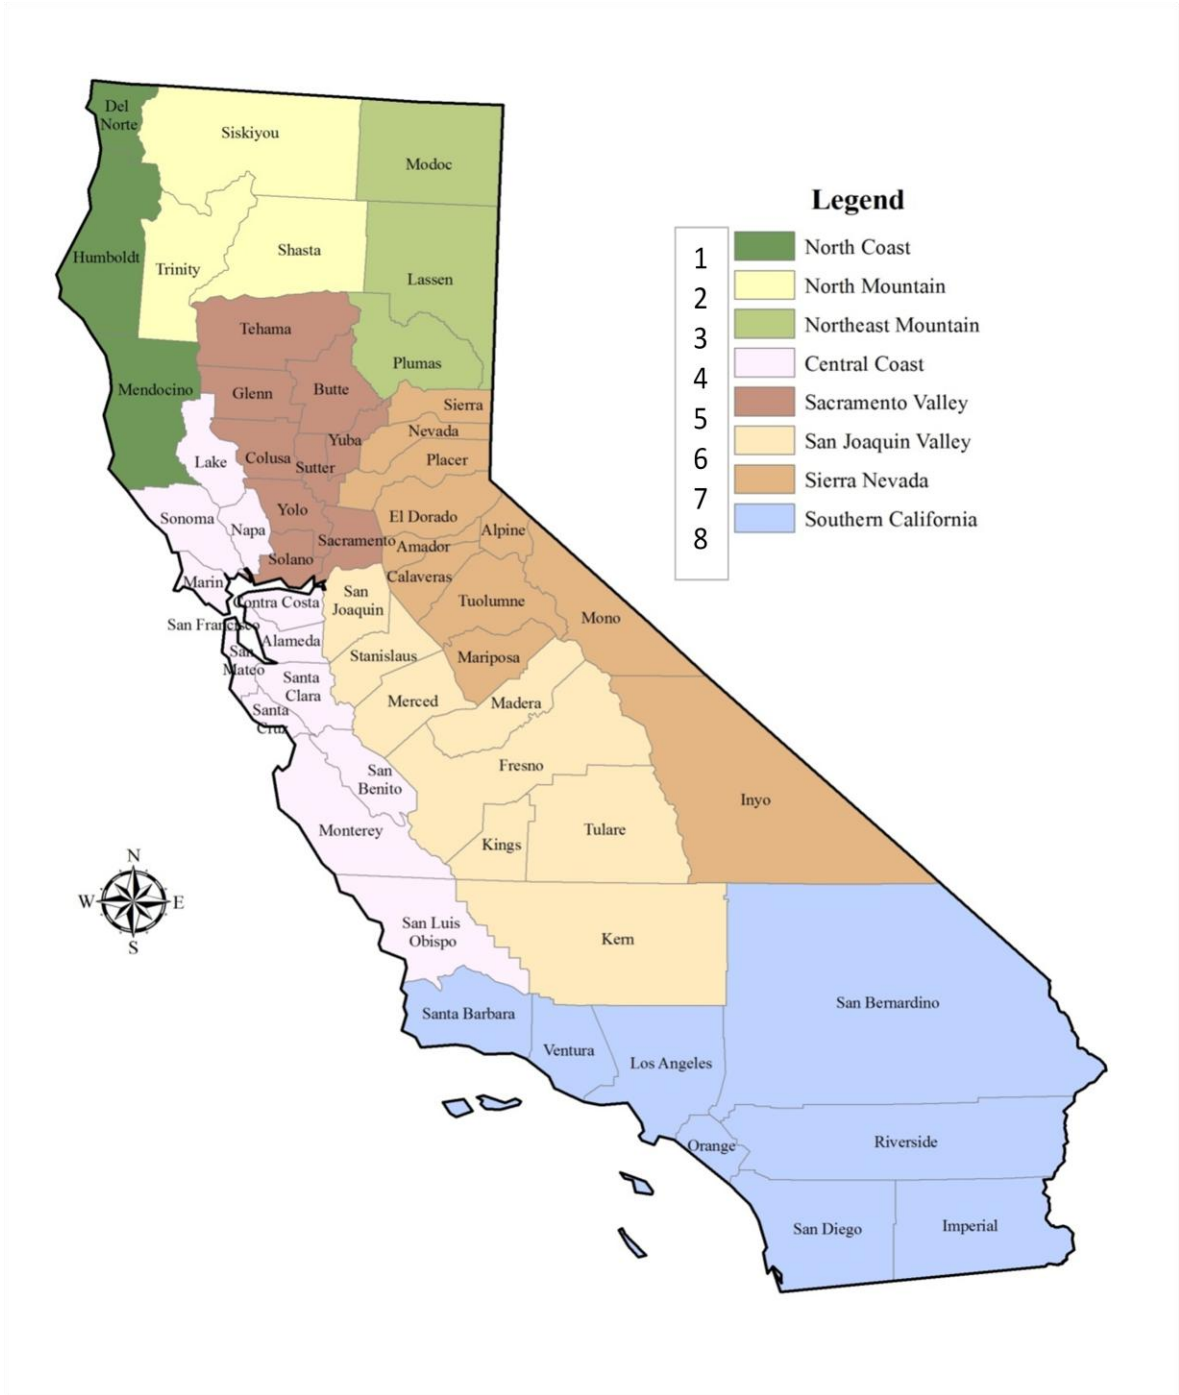 Del
Norte
Siskiyou
Modoc
Humboldt
Trinity
Shasta
Lassen
Tehama
Plumas
Mendocino
Glenn
Butte
Sierra
Nevada
Yuba
Placer
Lake
Colusa
Sutter
Sonoma
Napa
Yolo
El Dorado
Alpine
Sacramento
Amador
Solano
Marin
Calaveras
Contra Costa
San
Joaquin
Tuolumne
Mono
San Francisco
Alameda
San
Mateo
Stanislaus
Mariposa
Santa
Clara
Merced
Madera
Santa
Cruz
San
Benito
Fresno
Inyo
Monterey
Kings
Tulare
San Luis
Obispo
Kern
San Bernardino
Santa Barbara
Ventura
Los Angeles
Orange
Riverside
San Diego
Imperial
Legend
1 North Coast
2 North Mountain
3 Northeast Mountain
4 Central Coast
5 Sacramento Valley
6 San Joaquin Valley
7 Sierra Nevada
8 Southern California
N
W E
S